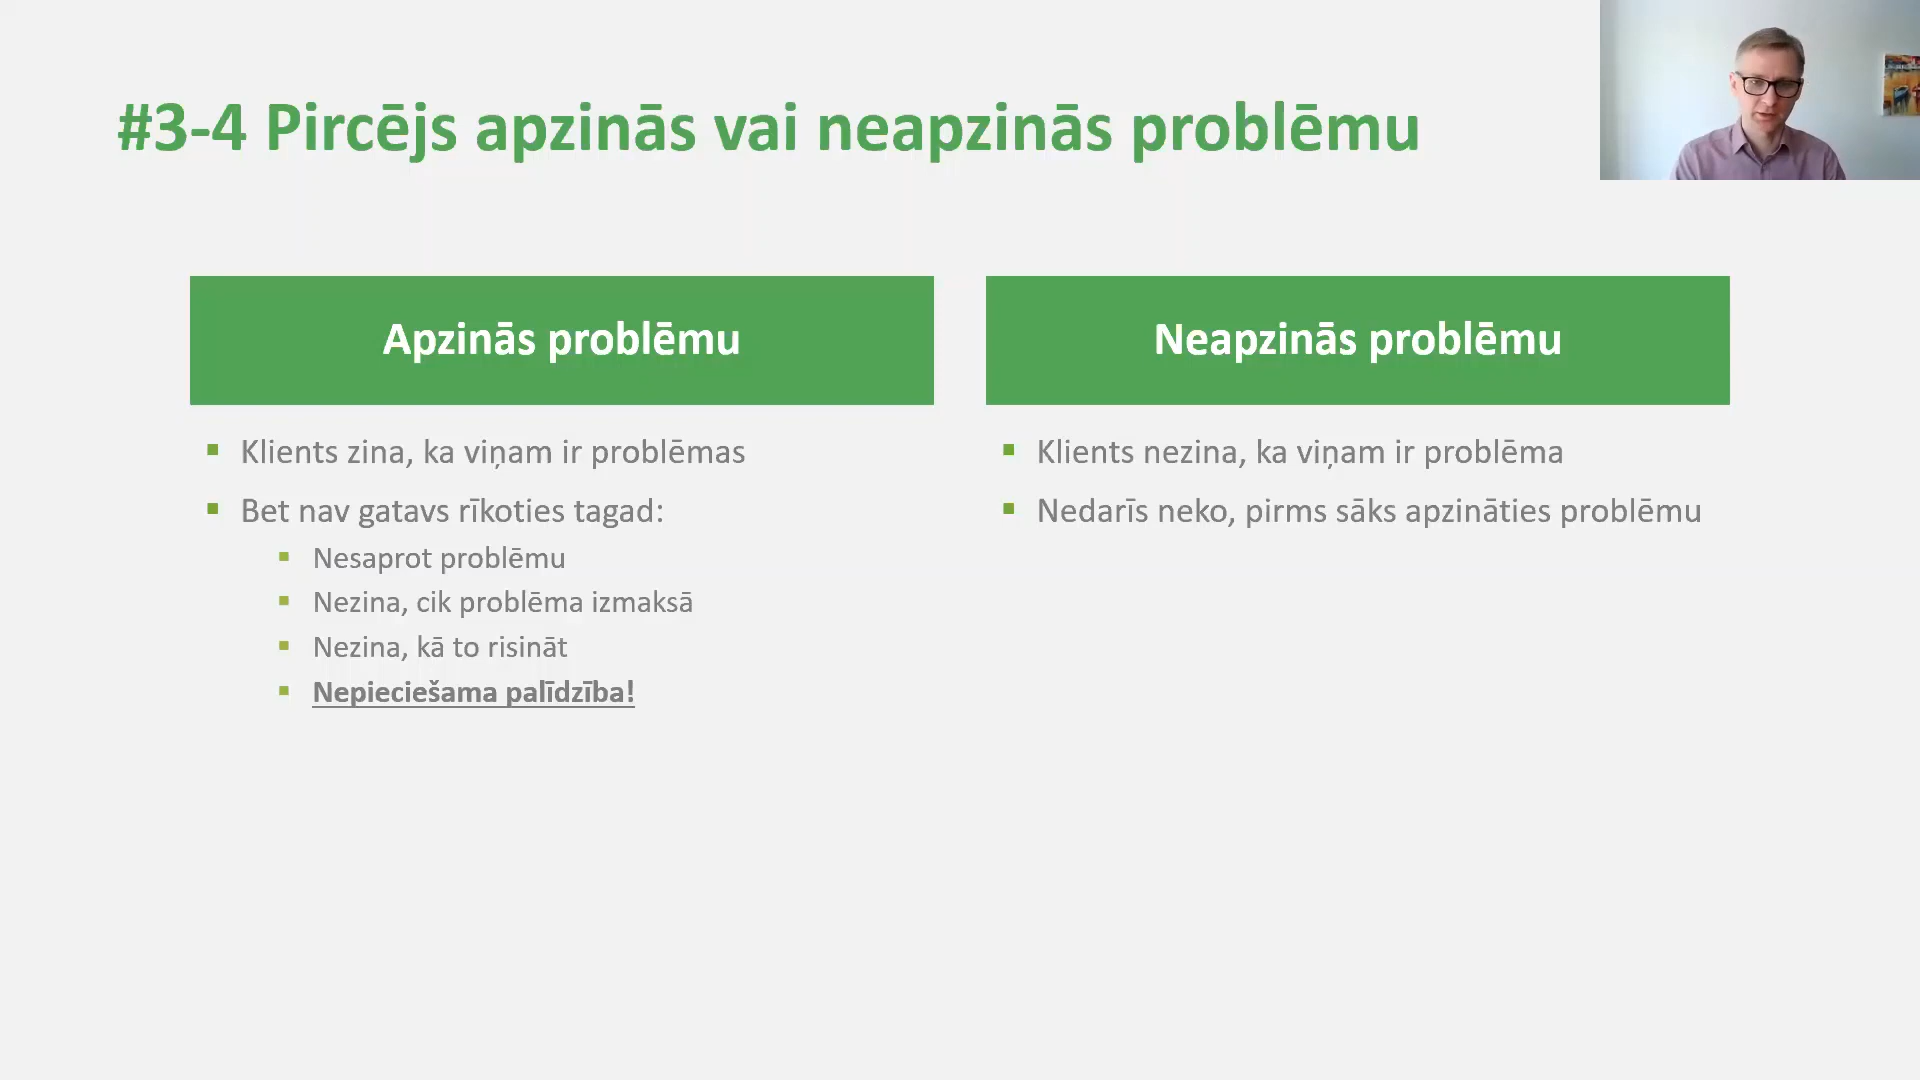 #3-4 Pircējs apzinās vai neapzinās problēmu
Apzinās problēmu
Klients zina, ka viņam ir problēmas
Bet nav gatavs rīkoties tagad:
Nesaprot problēmu
Nezina, cik problēma izmaksā
Nezina, kā to risināt
Nepieciešama palīdzība!
Neapzinās problēmu
Klients nezina, ka viņam ir problēma
Nedarīs neko, pirms sāks apzināties problēmu